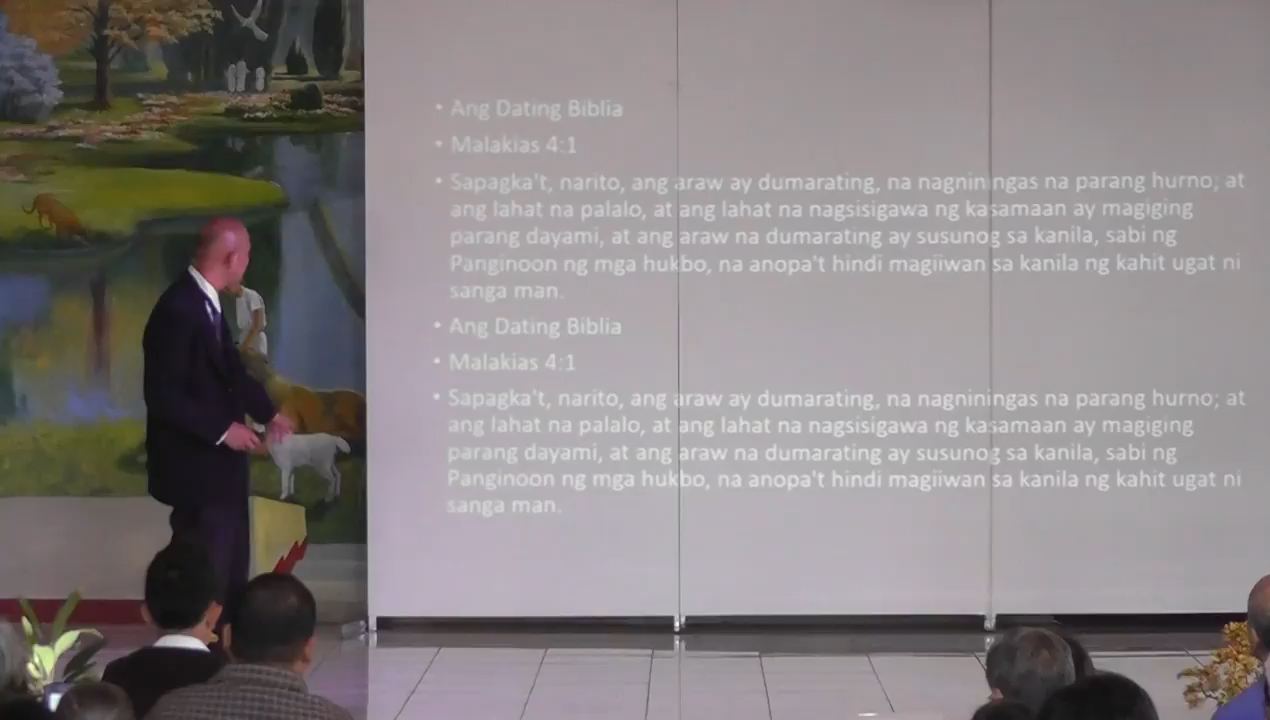 • Ang Dating Biblia
• Malakias 4:1
• Sapagka't, narito, ang araw ay dumarating, na nagniningas na parang hurno; at
ang lahat na palalo, at ang lahat na nagsisigawa ng kasamaan ay magiging
parang dayami, at ang araw na dumarating ay susunog sa kanila, sabi ng
Panginoon ng mga hukbo, na anopa't hindi magiiwan sa kanila ng kahit ugat ni
sanga man.
• Ang Dating Biblia
• Malakias 4:1
• Sapagka't, narito, ang araw ay dumarating, na nagniningas na parang hurno; at
ang lahat na palalo, at ang lahat na nagsisigawa ng kasamaan ay magiging
parang dayami, at ang araw na dumarating ay susunog sa kanila, sabi ng
Panginoon ng mga hukbo, na anopa't hindi magiiwan sa kanila ng kahit ugat ni
sanga man.